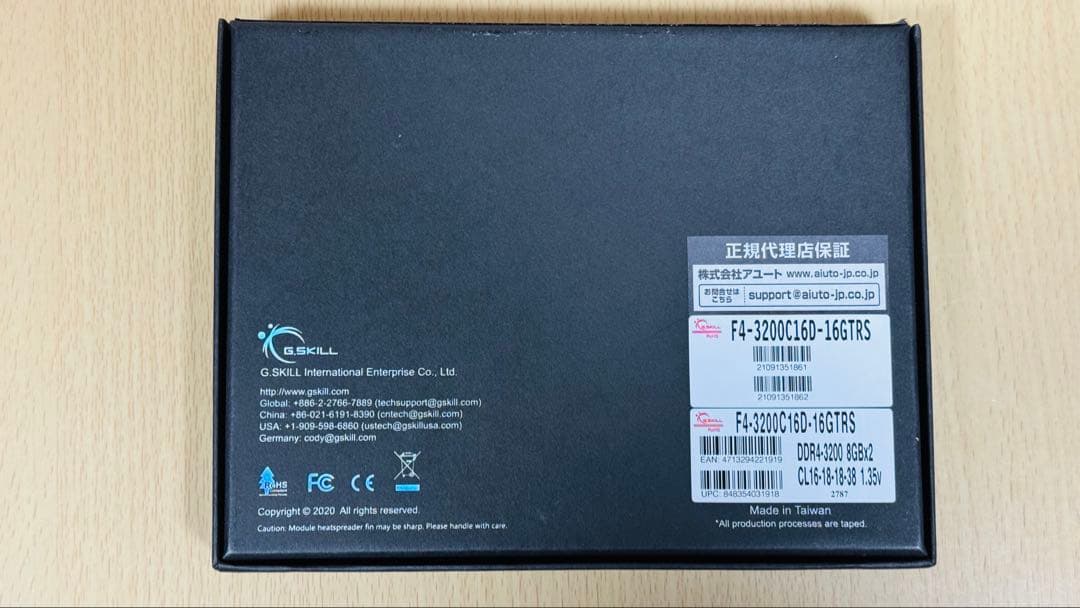 正規代理店保証
株式会社アユート www.aiuto-jp.co.jp
お問合せは
こちら
support@aiuto-jp.co.jp
G.SKILL
F4-3200C16D-16GTRS
21091351861
21091351862
G.SKILL
F4-3200C16D-16GTRS
EAN: 4713294221919
DDR4-3200 8GBx2
CL16-18-18-38 1.35v
UPC: 848354031918
2787
Made in Taiwan
*All production processes are taped.
G.SKILL
G.SKILL International Enterprise Co., Ltd.
http://www.gskill.com
Global: +886-2-2766-7889 (techsupport@gskill.com)
China: +86-021-6191-8390 (cntech@gskill.com)
USA: +1-909-598-6860 (ustech@gskillusa.com)
Germany: cody@gskill.com
RoHS
FC CE
Copyright © 2020 All rights reserved.
Caution: Module heatspreader fin may be sharp. Please handle with care.